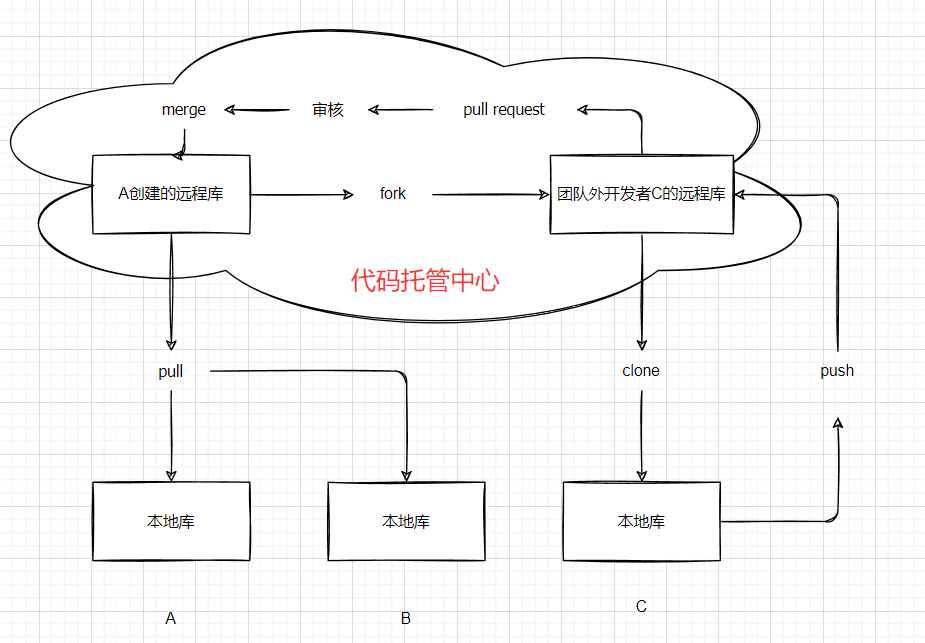 merge
审核
pull request
A创建的远程库
fork
团队外开发者C的远程库
代码托管中心
pull
clone
push
本地库
本地库
本地库
A
B
C